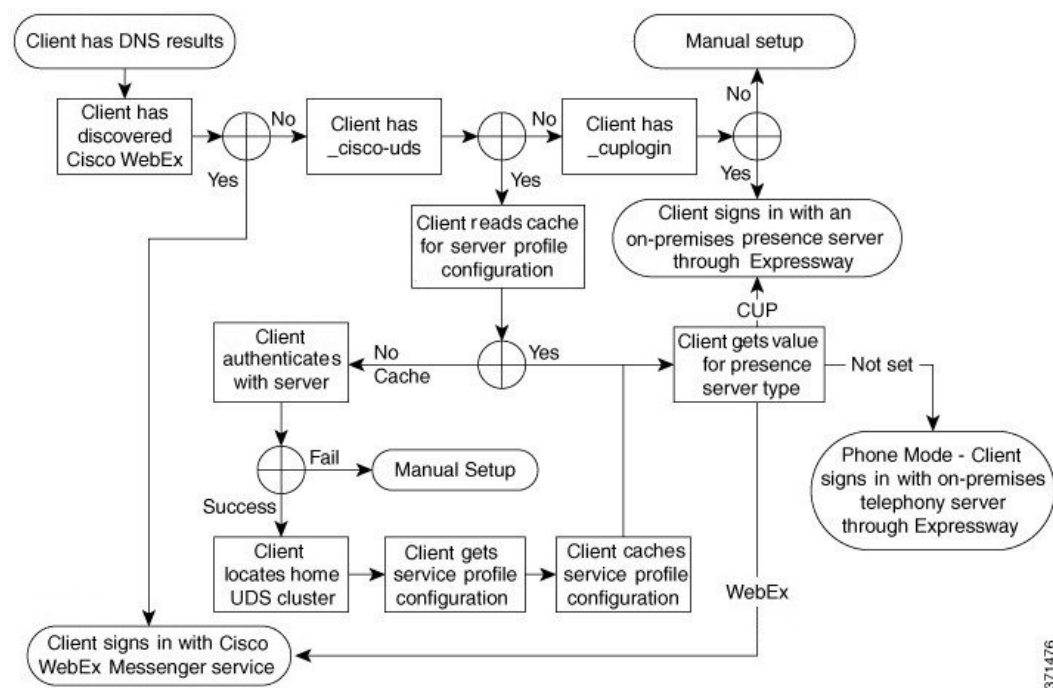 Client has DNS results
Manual setup
Client has
discovered
Cisco WebEx
No
Yes
Client has
_cisco-uds
No
Yes
Client has
_cuplogin
No
Yes
Client reads cache
for server profile
configuration
Client signs in with an
on-premises presence server
through Expressway
CUP
Client
authenticates
with server
No
Cache
Yes
Client gets value
for presence
server type
Not set
Fail
Manual Setup
Success
Phone Mode - Client
signs in with on-premises
telephony server
through Expressway
Client
locates home
UDS cluster
Client gets
service profile
configuration
Client caches
service profile
configuration
WebEx
Client signs in with Cisco
WebEx Messenger service
371476